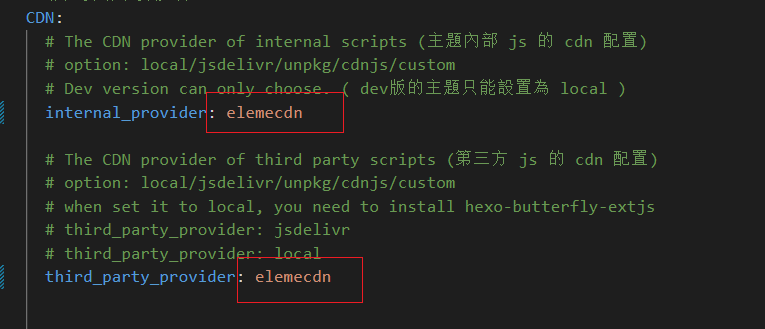 CDN:
# The CDN provider of internal scripts (主題內部 js 的 cdn 配置)
# option: local/jsdelivr/unpkg/cdnjs/custom
# Dev version can only choose. ( dev版的主題只能設置為 local )
internal_provider: elemecdn
# The CDN provider of third party scripts (第三方 js 的 cdn 配置)
# option: local/jsdelivr/unpkg/cdnjs/custom
# when set it to local, you need to install hexo-butterfly-extjs
# third_party_provider: jsdelivr
# third_party_provider: local
third_party_provider: elemecdn